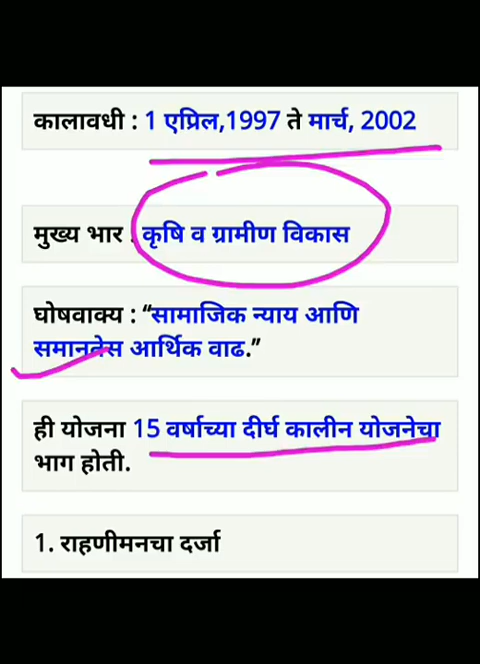 कालावधी : 1 एप्रिल,1997 ते मार्च, 2002
मुख्य भार : कृषि व ग्रामीण विकास
घोषवाक्य : “सामाजिक न्याय आणि
समानतेस आर्थिक वाढ.”
ही योजना 15 वर्षाच्या दीर्घ कालीन योजनेचा
भाग होती.
1. राहणीमनचा दर्जा